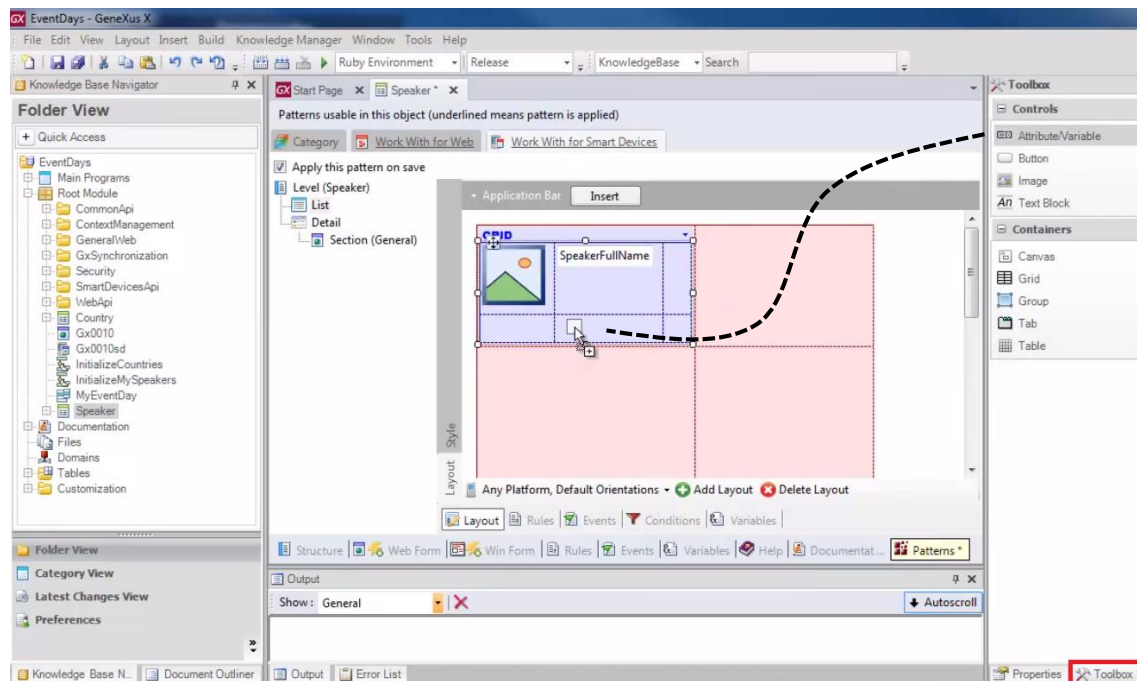 EventDays - GeneXus X
File Edit View Layout Insert Build Knowledge Manager Window Tools Help
Ruby Environment Release KnowledgeBase Search
Knowledge Base Navigator
Folder View
Quick Access
EventDays
Main Programs
Root Module
CommonApi
ContextManagement
GeneralWeb
GxSynchronization
Security
SmartDevicesApi
WebApi
Country
Gx0010
Gx0010sd
InitializeCountries
InitializeMySpeakers
MyEventDay
Speaker
Documentation
Files
Domains
Tables
Customization
Folder View
Category View
Latest Changes View
Preferences
Knowledge Base N... Document Outliner
Start Page Speaker *
Patterns usable in this object (underlined means pattern is applied)
Category Work With for Web Work With for Smart Devices
Apply this pattern on save
Level (Speaker)
List
Detail
Section (General)
Application Bar Insert
GRID
SpeakerFullName
Style
Layout
Any Platform, Default Orientations Add Layout Delete Layout
Layout Rules Events Conditions Variables
Structure Web Form Win Form Rules Events Variables Help Documentat... Patterns *
Output
Show: General Autoscroll
Output Error List
Toolbox
Controls
Attribute/Variable
Button
Image
Text Block
Containers
Canvas
Grid
Group
Tab
Table
Properties Toolbox